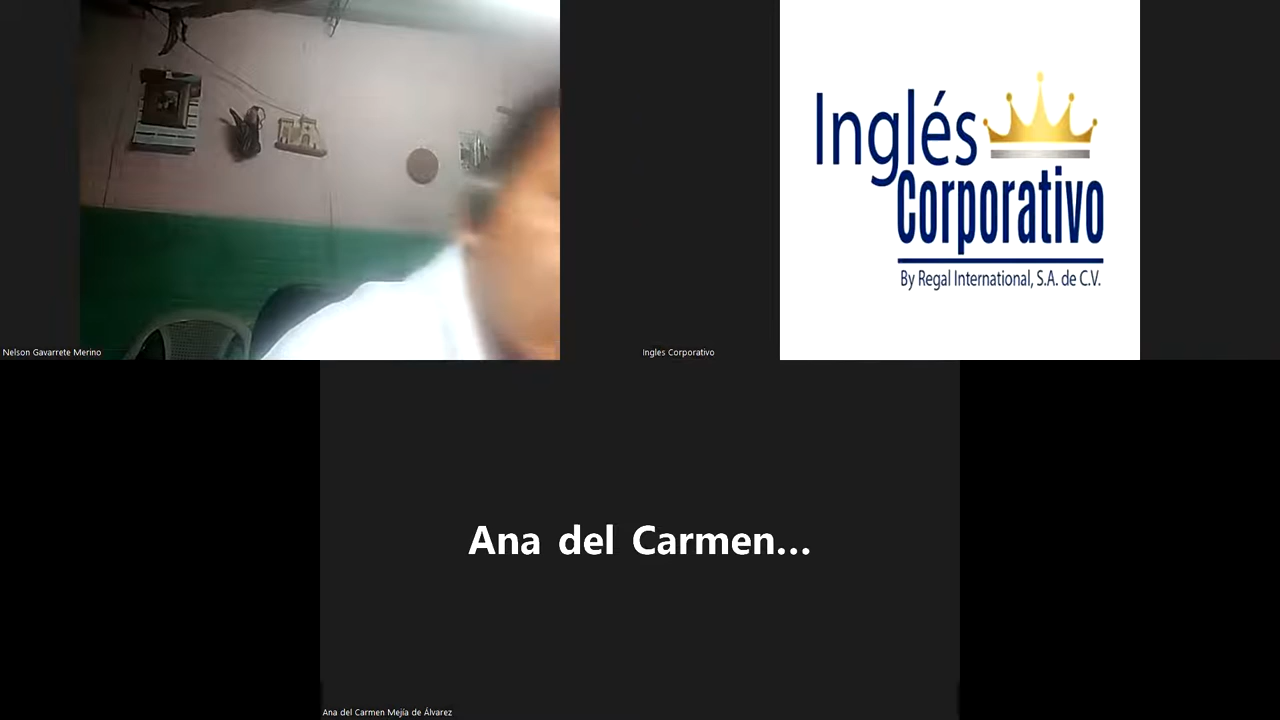 Inglés
Corporativo
By Regal International, S.A. de C.V.
Nelson Gavarrete Merino
Ingles Corporativo
Ana del Carmen...
Ana del Carmen Mejía de Álvarez